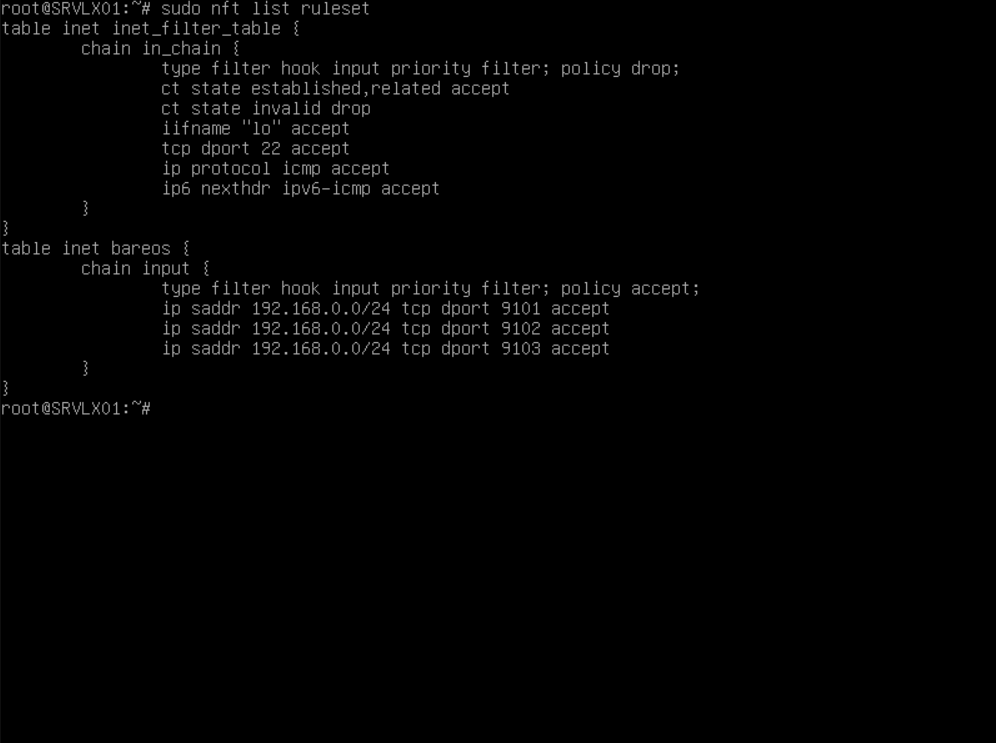 root@SRVLX01:~# sudo nft list ruleset
table inet inet_filter_table {
        chain in_chain {
                type filter hook input priority filter; policy drop;
                ct state established,related accept
                ct state invalid drop
                iifname "lo" accept
                tcp dport 22 accept
                ip protocol icmp accept
                ip6 nexthdr ipv6-icmp accept
        }
}
table inet bareos {
        chain input {
                type filter hook input priority filter; policy accept;
                ip saddr 192.168.0.0/24 tcp dport 9101 accept
                ip saddr 192.168.0.0/24 tcp dport 9102 accept
                ip saddr 192.168.0.0/24 tcp dport 9103 accept
        }
}
root@SRVLX01:~#